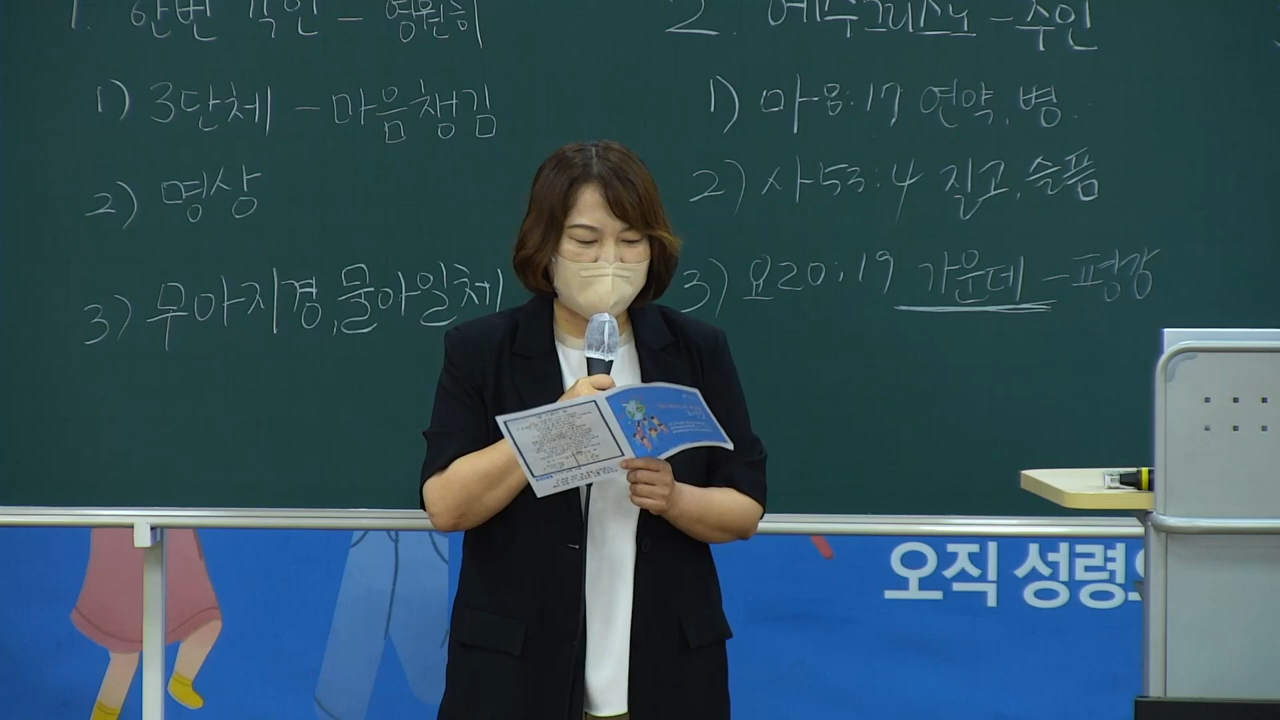 1. 한번 각인 - 영원히
1) 3단체 - 마음챙김
2) 명상
3) 무아지경, 물아일체
2. 예수그리스도 - 주인
1) 마8:17 연약, 병.
2) 사53:4 질고, 슬픔
3) 요20:19 가운데 - 평강
오직 성령